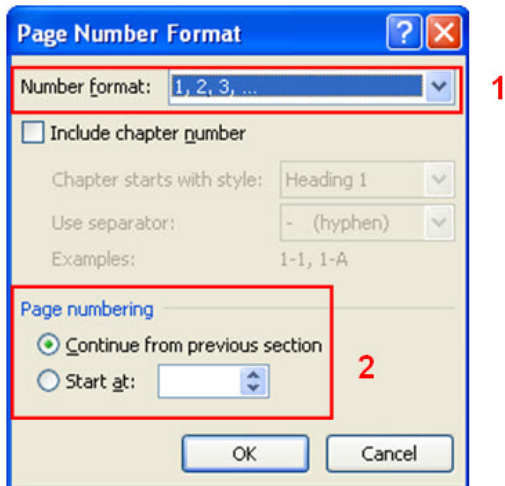 Page Number Format
Number format: 1, 2, 3, ... 1
Include chapter number
Chapter starts with style: Heading 1
Use separator: - (hyphen)
Examples: 1-1, 1-A
Page numbering
Continue from previous section
Start at: 2
OK Cancel